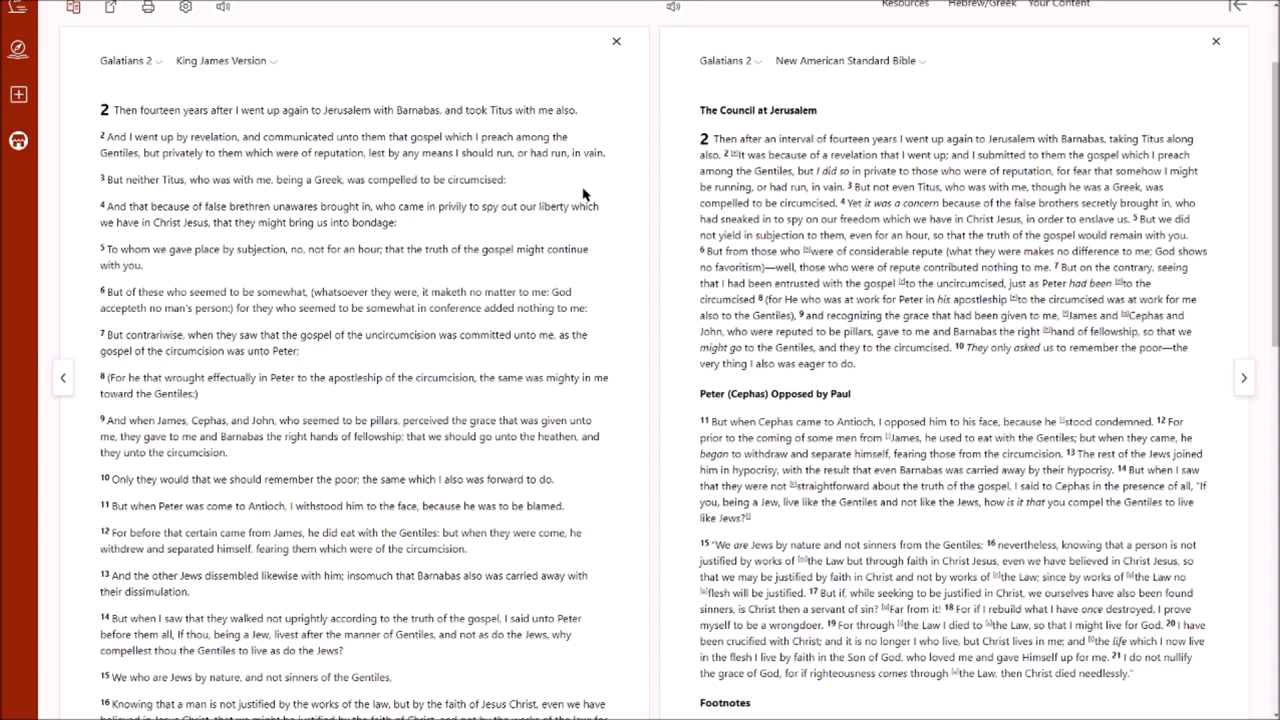 Resources Hebrew/Greek Your Content
Galatians 2 King James Version
2 Then fourteen years after I went up again to Jerusalem with Barnabas, and took Titus with me also.
2 And I went up by revelation, and communicated unto them that gospel which I preach among the
Gentiles, but privately to them which were of reputation, lest by any means I should run, or had run, in vain.
3 But neither Titus, who was with me, being a Greek, was compelled to be circumcised:
4 And that because of false brethren unawares brought in, who came in privily to spy out our liberty which
we have in Christ Jesus, that they might bring us into bondage:
5 To whom we gave place by subjection, no, not for an hour; that the truth of the gospel might continue
with you.
6 But of these who seemed to be somewhat, (whatsoever they were, it maketh no matter to me: God
accepteth no man's person:) for they who seemed to be somewhat in conference added nothing to me:
7 But contrariwise, when they saw that the gospel of the uncircumcision was committed unto me, as the
gospel of the circumcision was unto Peter;
8 (For he that wrought effectually in Peter to the apostleship of the circumcision, the same was mighty in me
toward the Gentiles:)
9 And when James, Cephas, and John, who seemed to be pillars, perceived the grace that was given unto
me, they gave to me and Barnabas the right hands of fellowship; that we should go unto the heathen, and
they unto the circumcision.
10 Only they would that we should remember the poor; the same which I also was forward to do.
11 But when Peter was come to Antioch, I withstood him to the face, because he was to be blamed.
12 For before that certain came from James, he did eat with the Gentiles: but when they were come, he
withdrew and separated himself, fearing them which were of the circumcision.
13 And the other Jews dissembled likewise with him; insomuch that Barnabas also was carried away with
their dissimulation.
14 But when I saw that they walked not uprightly according to the truth of the gospel, I said unto Peter
before them all, If thou, being a Jew, livest after the manner of Gentiles, and not as do the Jews, why
compellest thou the Gentiles to live as do the Jews?
15 We who are Jews by nature, and not sinners of the Gentiles,
16 Knowing that a man is not justified by the works of the law, but by the faith of Jesus Christ, even we have
Galatians 2 New American Standard Bible
The Council at Jerusalem
2 Then after an interval of fourteen years I went up again to Jerusalem with Barnabas, taking Titus along
also. 2 It was because of a revelation that I went up; and I submitted to them the gospel which I preach
among the Gentiles, but I did so in private to those who were of reputation, for fear that somehow I might
be running, or had run, in vain. 3 But not even Titus, who was with me, though he was a Greek, was
compelled to be circumcised. 4 Yet it was a concern because of the false brothers secretly brought in, who
had sneaked in to spy on our freedom which we have in Christ Jesus, in order to enslave us. 5 But we did
not yield in subjection to them, even for an hour, so that the truth of the gospel would remain with you.
6 But from those who were of considerable repute (what they were makes no difference to me; God shows
no favoritism)—well, those who were of repute contributed nothing to me. 7 But on the contrary, seeing
that I had been entrusted with the gospel to the uncircumcised, just as Peter had been to the
circumcised 8 (for He who was at work for Peter in his apostleship to the circumcised was at work for me
also to the Gentiles), 9 and recognizing the grace that had been given to me, James and Cephas and
John, who were reputed to be pillars, gave to me and Barnabas the right hand of fellowship, so that we
might go to the Gentiles, and they to the circumcised. 10 They only asked us to remember the poor—the
very thing I also was eager to do.
Peter (Cephas) Opposed by Paul
11 But when Cephas came to Antioch, I opposed him to his face, because he stood condemned. 12 For
prior to the coming of some men from James, he used to eat with the Gentiles; but when they came, he
began to withdraw and separate himself, fearing those from the circumcision. 13 The rest of the Jews joined
him in hypocrisy, with the result that even Barnabas was carried away by their hypocrisy. 14 But when I saw
that they were not straightforward about the truth of the gospel, I said to Cephas in the presence of all, "If
you, being a Jew, live like the Gentiles and not like the Jews, how is it that you compel the Gentiles to live
like Jews?
15 "We are Jews by nature and not sinners from the Gentiles; 16 nevertheless, knowing that a person is not
justified by works of the Law but through faith in Christ Jesus, even we have believed in Christ Jesus, so
that we may be justified by faith in Christ and not by works of the Law; since by works of the Law no
flesh will be justified. 17 But if, while seeking to be justified in Christ, we ourselves have also been found
sinners, is Christ then a servant of sin? Far from it! 18 For if I rebuild what I have once destroyed, I prove
myself to be a wrongdoer. 19 For through the Law I died to the Law, so that I might live for God. 20 I have
been crucified with Christ; and it is no longer I who live, but Christ lives in me; and the life which I now live
in the flesh I live by faith in the Son of God, who loved me and gave Himself up for me. 21 I do not nullify
the grace of God, for if righteousness comes through the Law, then Christ died needlessly."
Footnotes